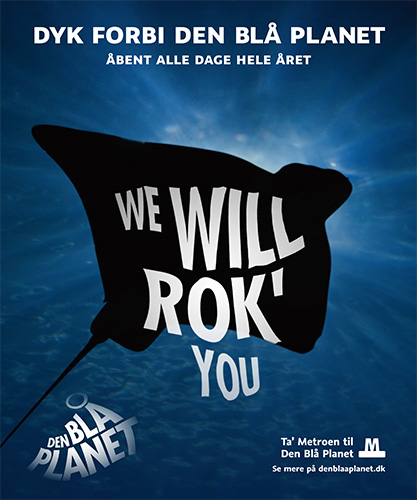 DYK FORBI DEN BLÅ PLANET
ÅBENT ALLE DAGE HELE ÅRET
WE WILL
ROK'
YOU
DEN BLÅ
PLANET
Ta' Metroen til
Den Blå Planet M
Se mere på denblaaplanet.dk